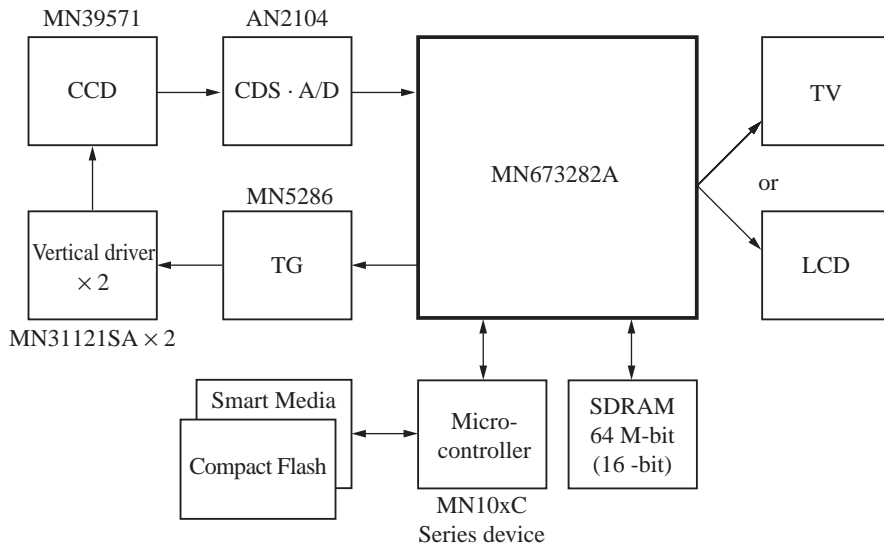 MN39571
AN2104
CCD
CDS · A/D
MN673282A
TV
or
LCD
MN5286
Vertical driver
× 2
TG
MN31121SA × 2
Smart Media
Compact Flash
Micro-
controller
SDRAM
64 M-bit
(16 -bit)
MN10xC
Series device